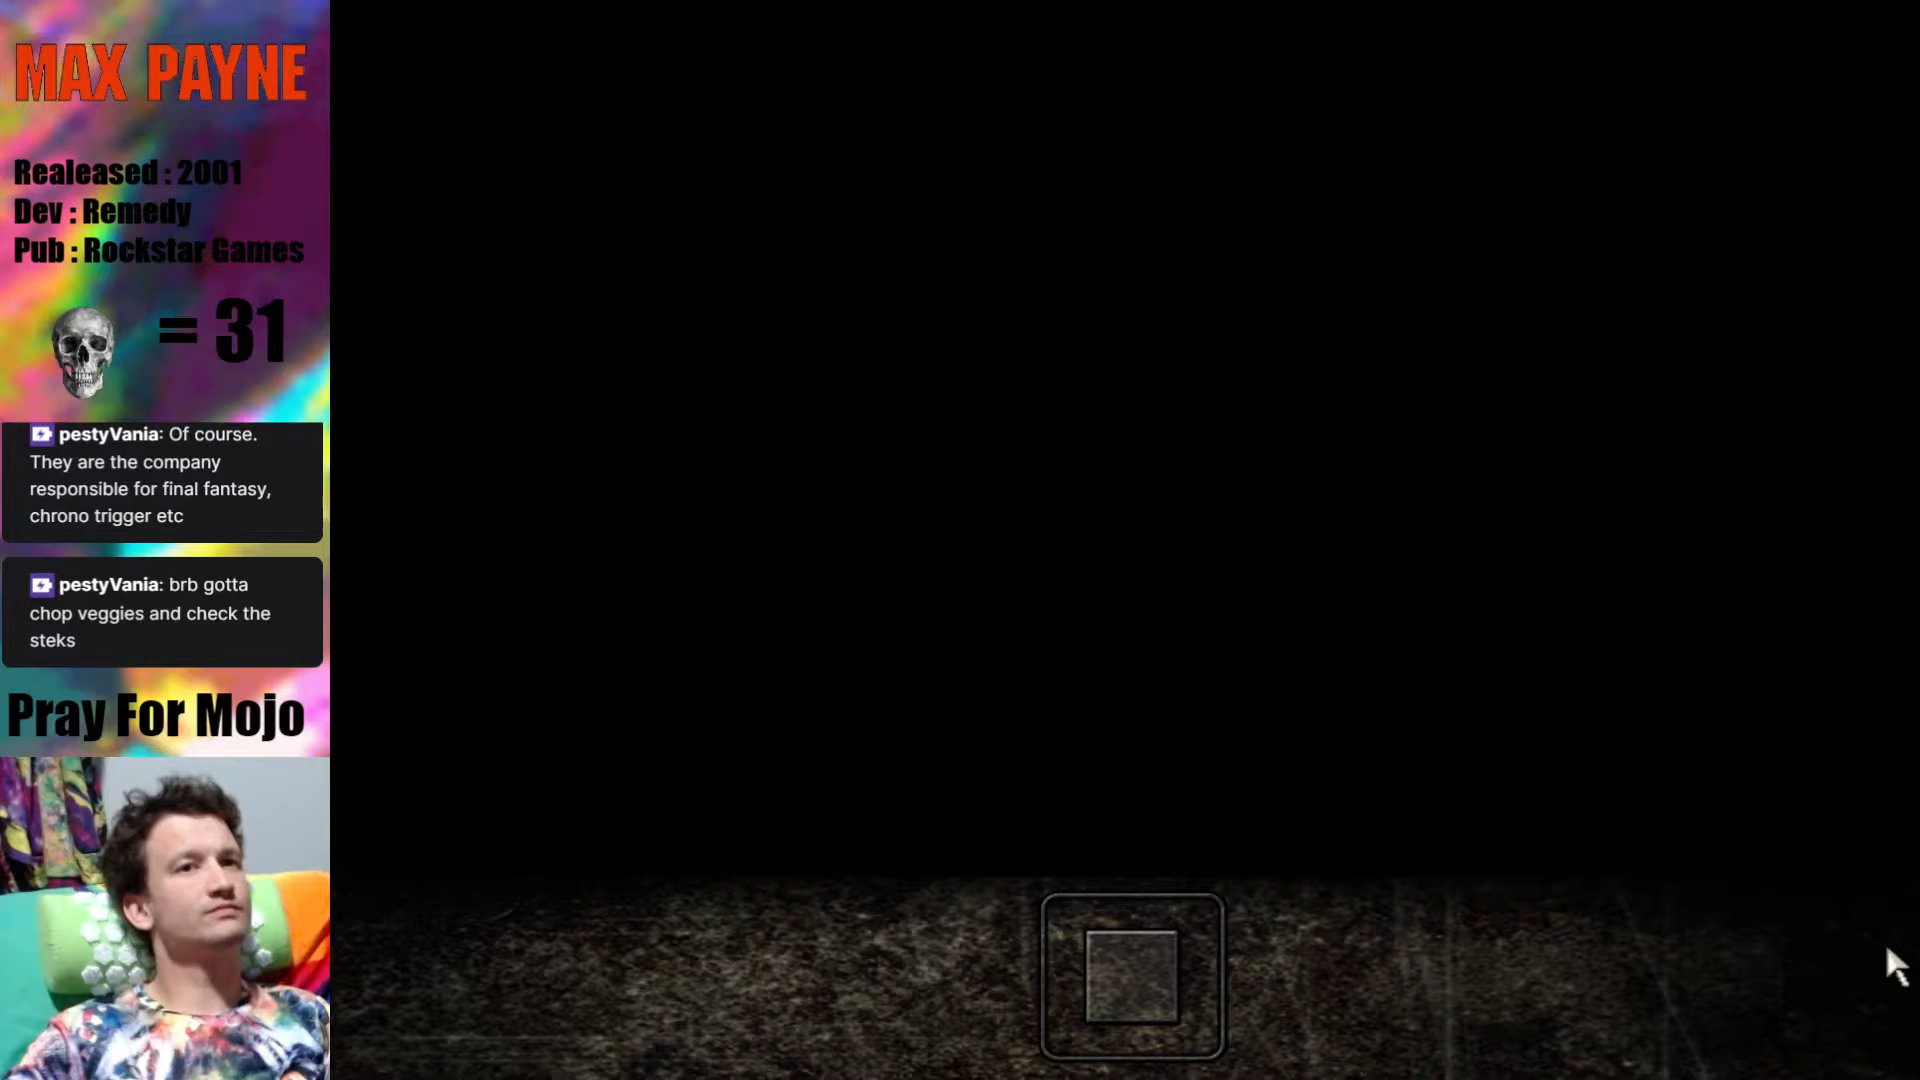 MAX PAYNE
Realeased : 2001
Dev : Remedy
Pub : Rockstar Games
= 31
pestyVania: Of course.
They are the company
responsible for final fantasy,
chrono trigger etc
pestyVania: brb gotta
chop veggies and check the
steks
Pray For Mojo